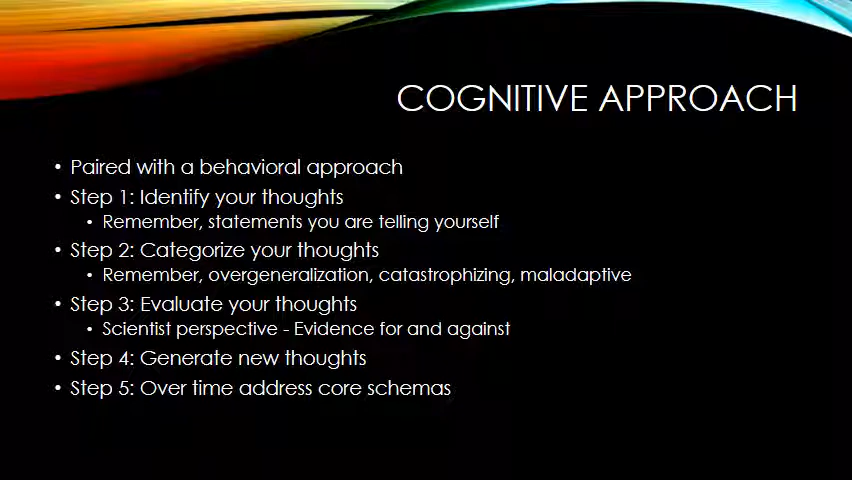 COGNITIVE APPROACH
• Paired with a behavioral approach
• Step 1: Identify your thoughts
• Remember, statements you are telling yourself
• Step 2: Categorize your thoughts
• Remember, overgeneralization, catastrophizing, maladaptive
• Step 3: Evaluate your thoughts
• Scientist perspective - Evidence for and against
• Step 4: Generate new thoughts
• Step 5: Over time address core schemas